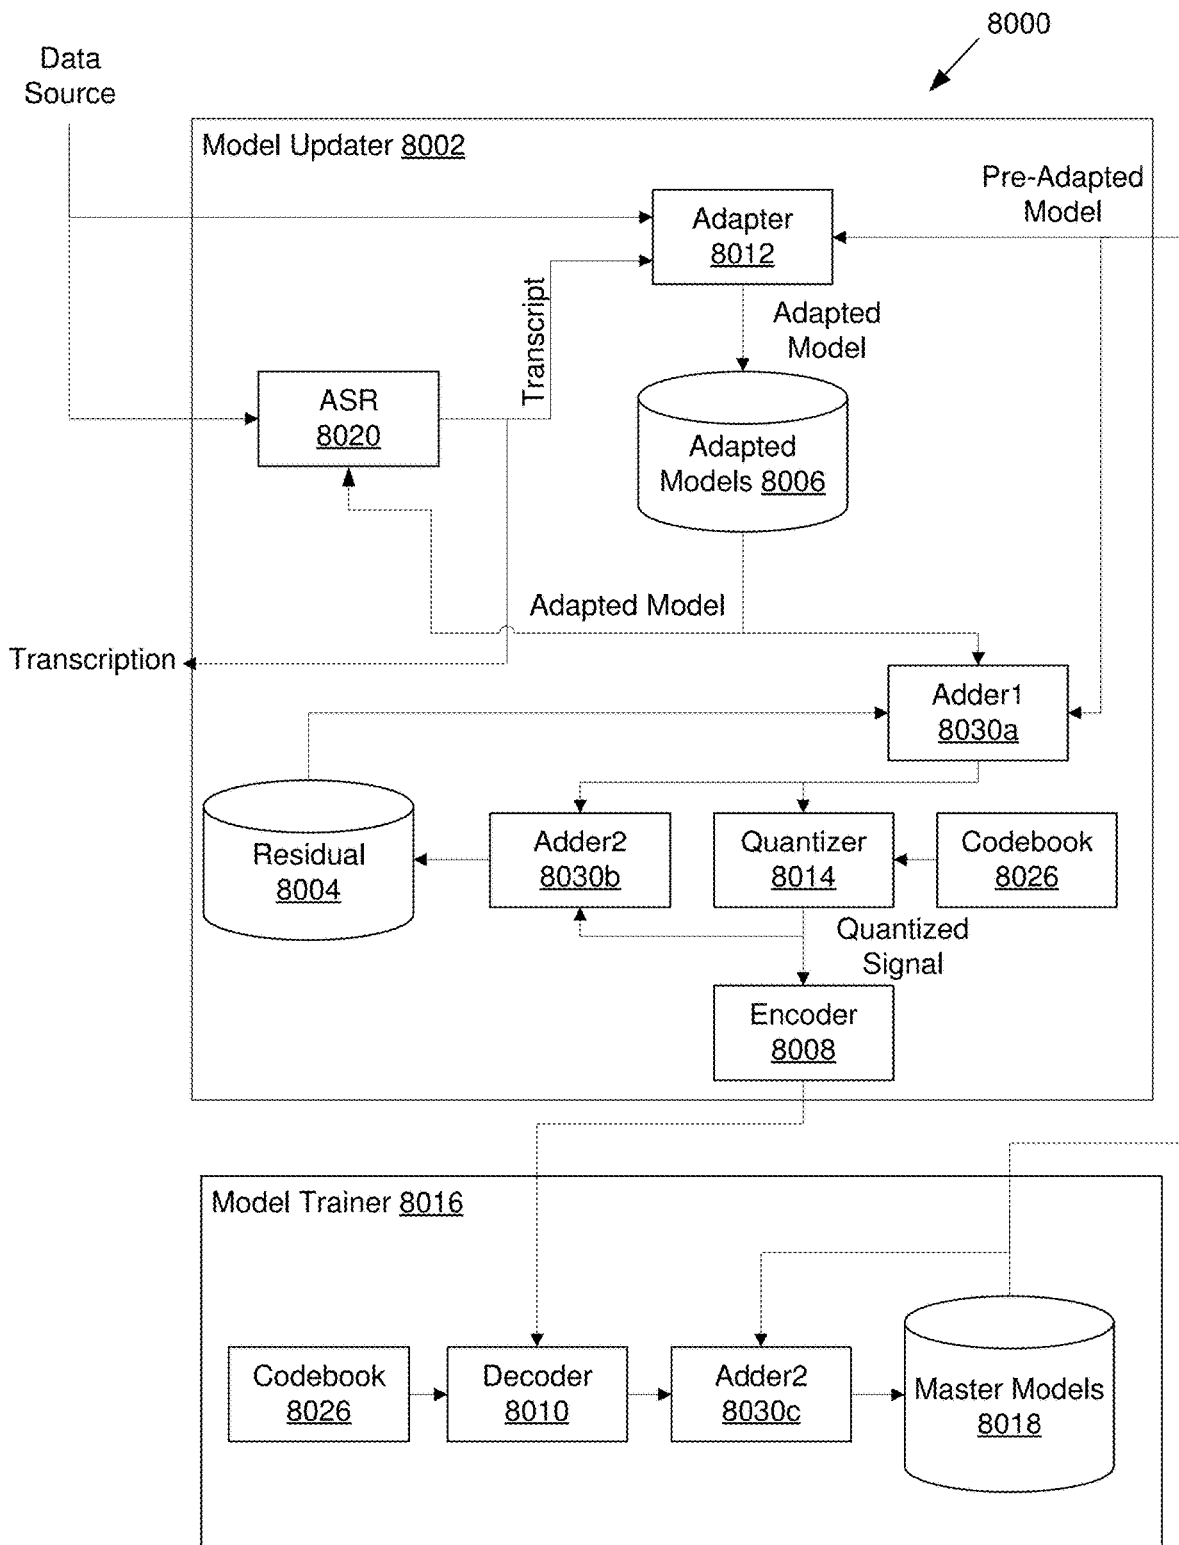 8000
Data
Source
Model Updater 8002
Pre-Adapted
Model
Adapter
8012
Transcript
Adapted
Model
ASR
8020
Adapted
Models 8006
Adapted Model
Transcription
Adder1
8030a
Residual
8004
Adder2
8030b
Quantizer
8014
Codebook
8026
Quantized
Signal
Encoder
8008
Model Trainer 8016
Codebook
8026
Decoder
8010
Adder2
8030c
Master Models
8018